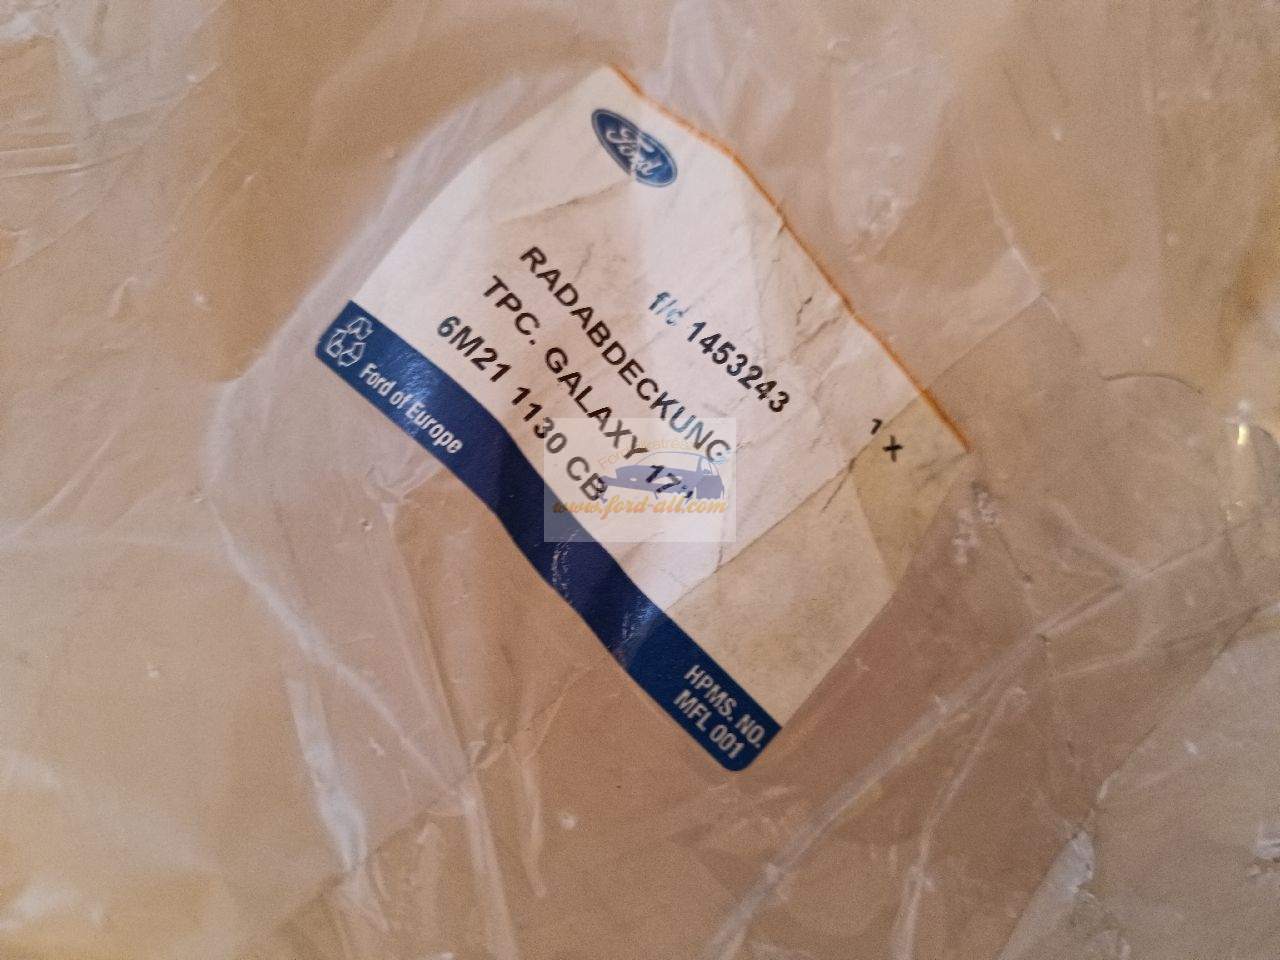 Ford
f/c 1453243
RADABDECKUNG
TPC. GALAXY 17"
6M21 1130 CB
1 X
Ford of Europe
HPMS. NO.
MFL 001
www.ford-all.com